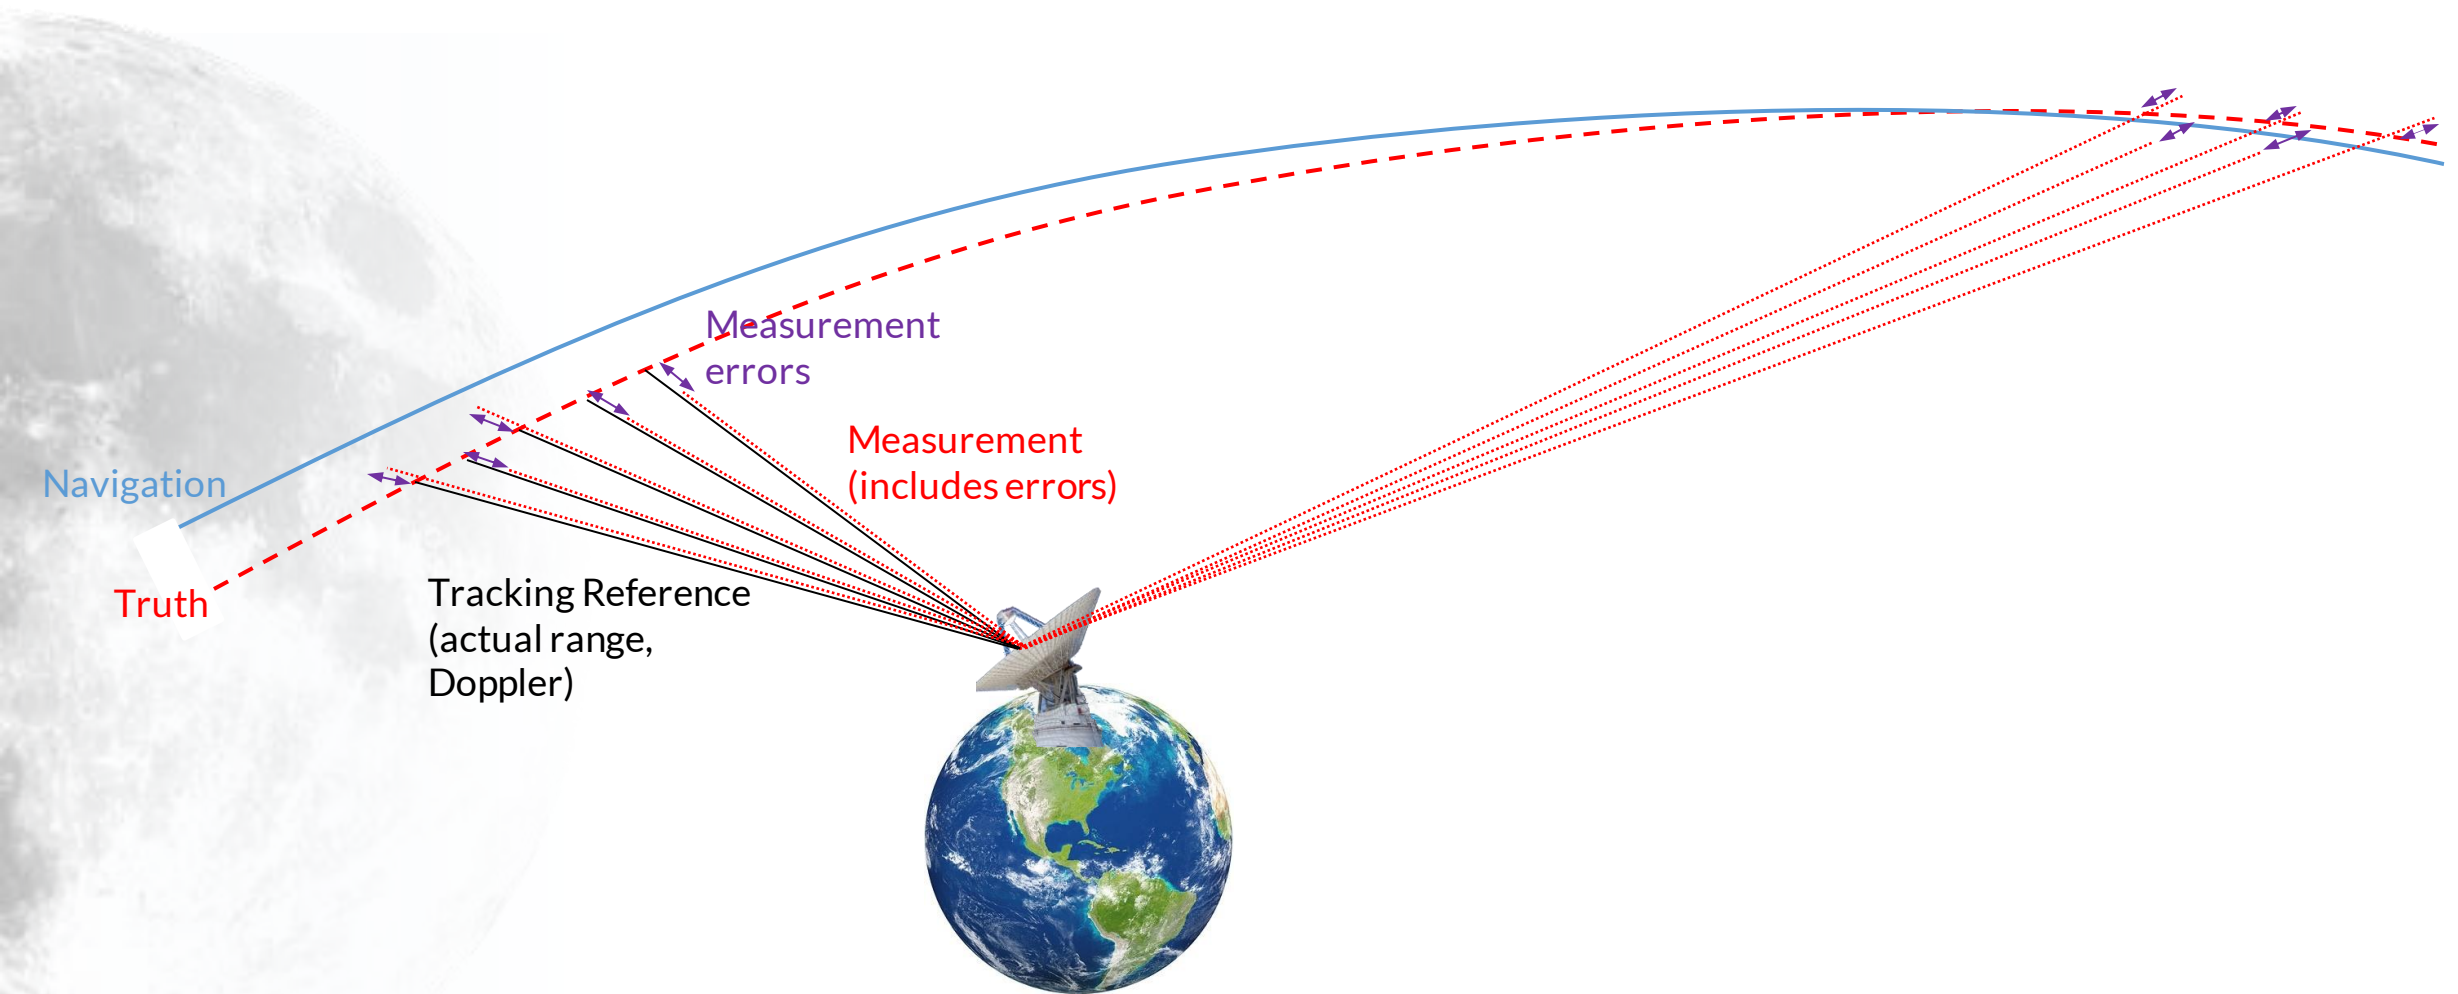 Measurement
errors
Measurement
(includes errors)
Navigation
Truth
Tracking Reference
(actual range,
Doppler)